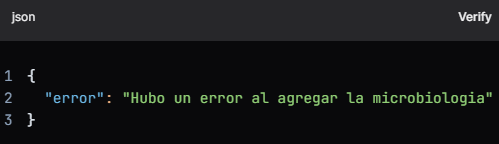 json Verify
1 {
2 "error": "Hubo un error al agregar la microbiologia"
3 }